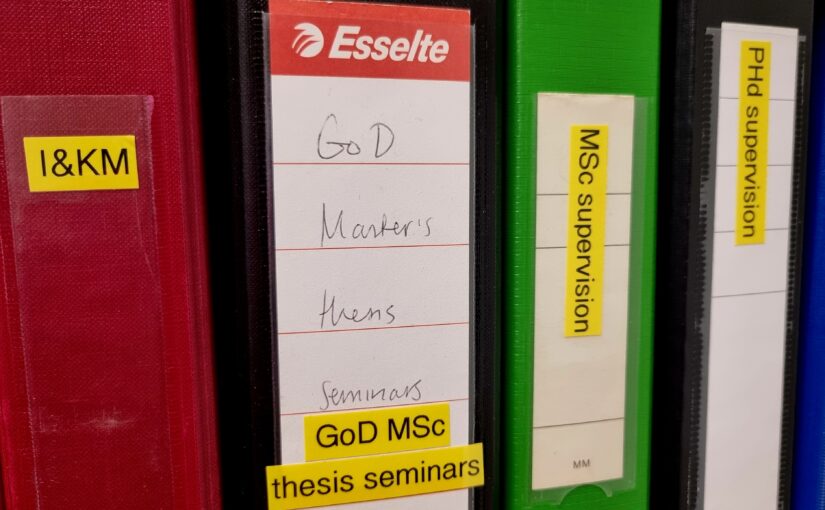 I&KM
Esselte
GoD
Master's
thesis
seminars
GoD MSc
thesis seminars
MSc supervision
MM
PHd supervision